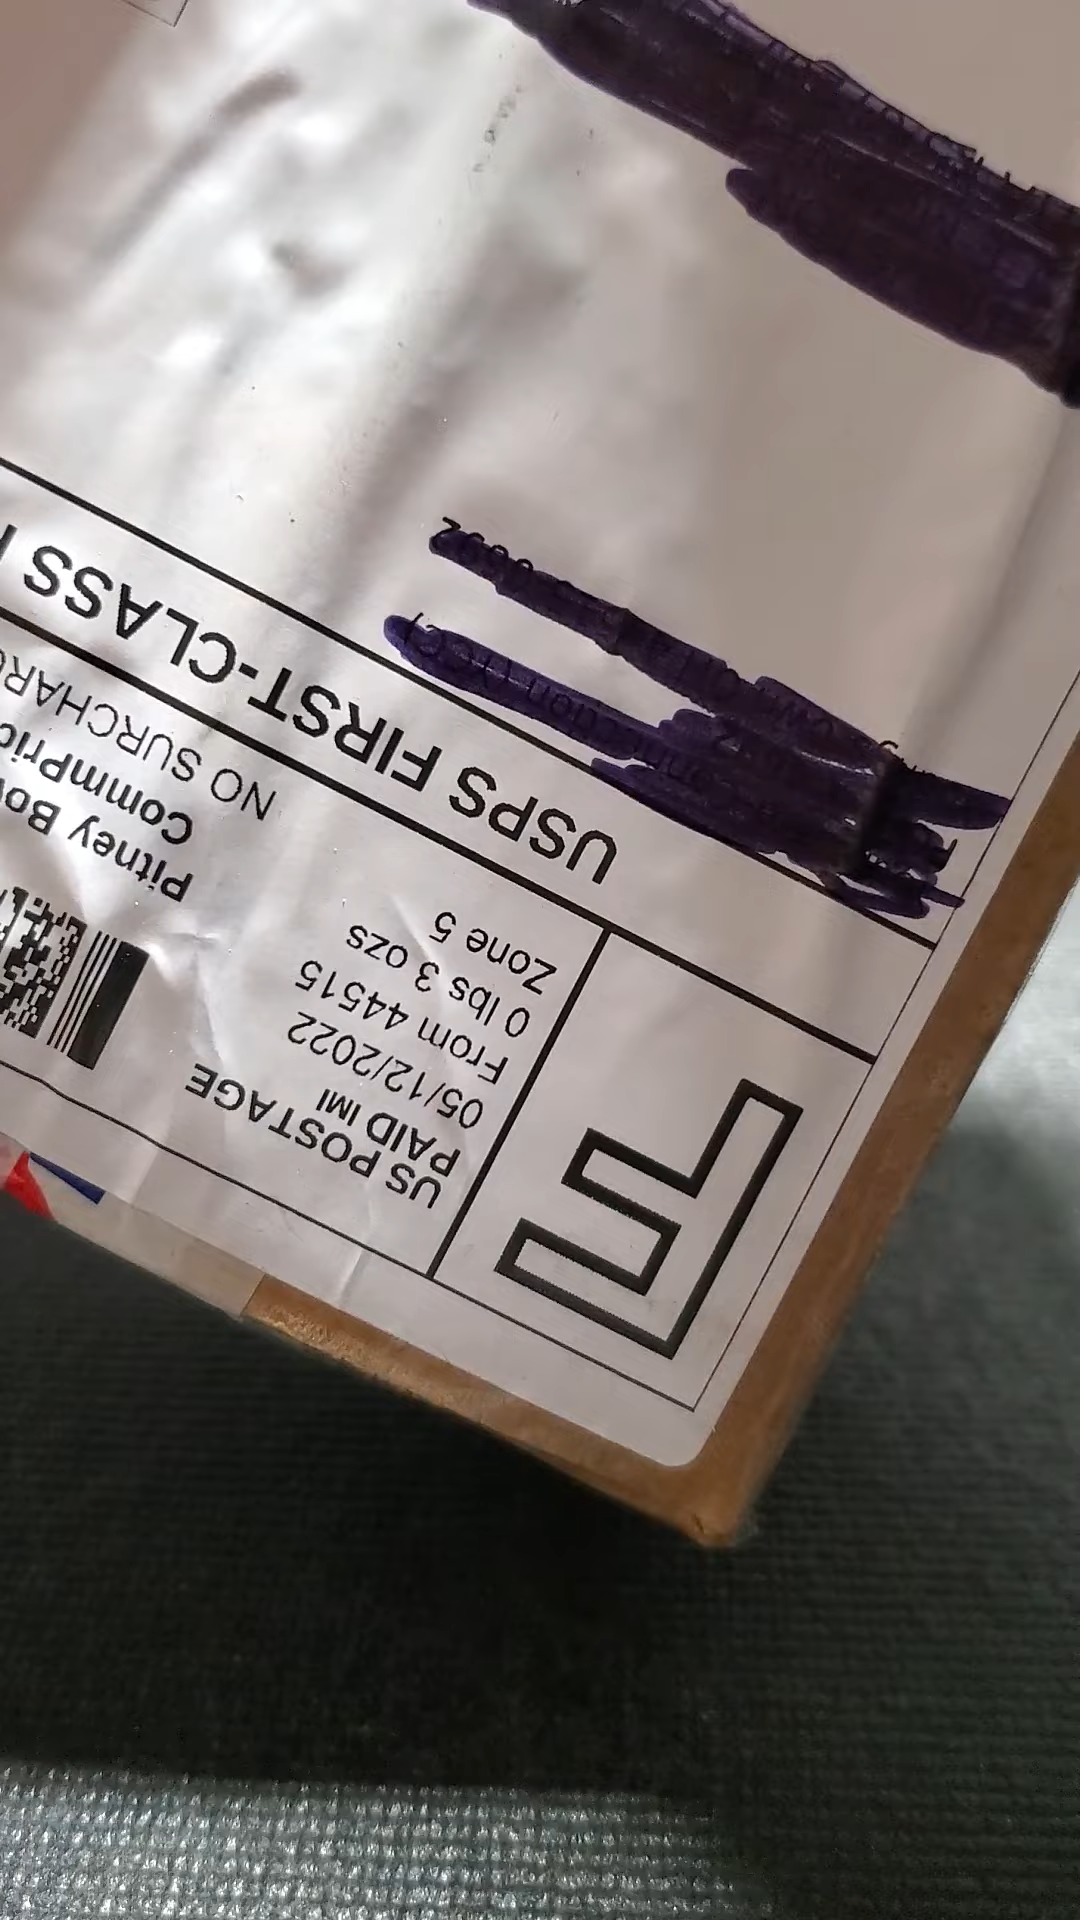 F
US POSTAGE
PAID IMI
05/12/2022
From 44515
0 lbs 3 ozs
Zone 5
Pitney Bow
CommPric
NO SURCHARG
USPS FIRST-CLASS